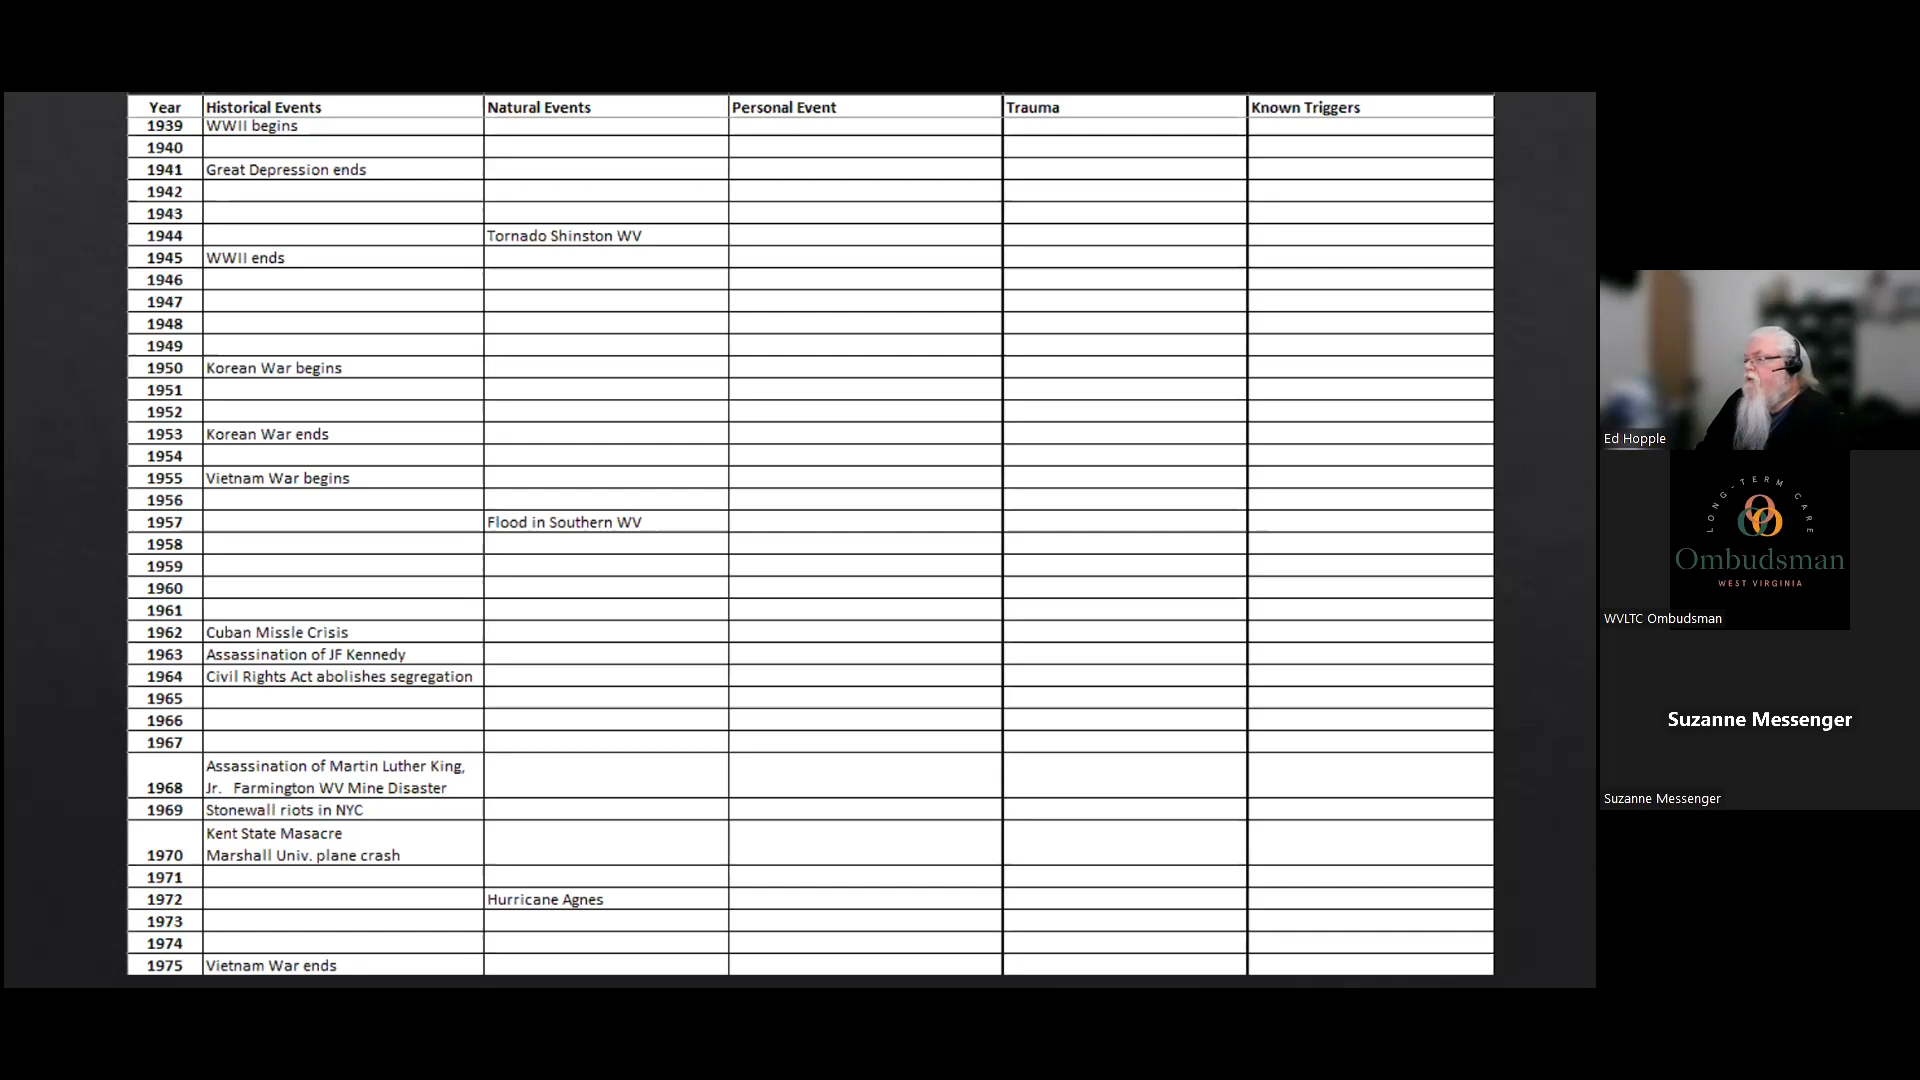 Year Historical Events Natural Events Personal Event Trauma Known Triggers
1939 WWII begins
1940
1941 Great Depression ends
1942
1943
1944 Tornado Shinston WV
1945 WWII ends
1946
1947
1948
1949
1950 Korean War begins
1951
1952
1953 Korean War ends
1954
1955 Vietnam War begins
1956
1957 Flood in Southern WV
1958
1959
1960
1961
1962 Cuban Missle Crisis
1963 Assassination of JF Kennedy
1964 Civil Rights Act abolishes segregation
1965
1966
1967
Assassination of Martin Luther King,
1968 Jr. Farmington WV Mine Disaster
1969 Stonewall riots in NYC
Kent State Masacre
1970 Marshall Univ. plane crash
1971
1972 Hurricane Agnes
1973
1974
1975 Vietnam War ends
Ed Hopple
LONG-TERM CARE
Ombudsman
WEST VIRGINIA
WVLTC Ombudsman
Suzanne Messenger
Suzanne Messenger